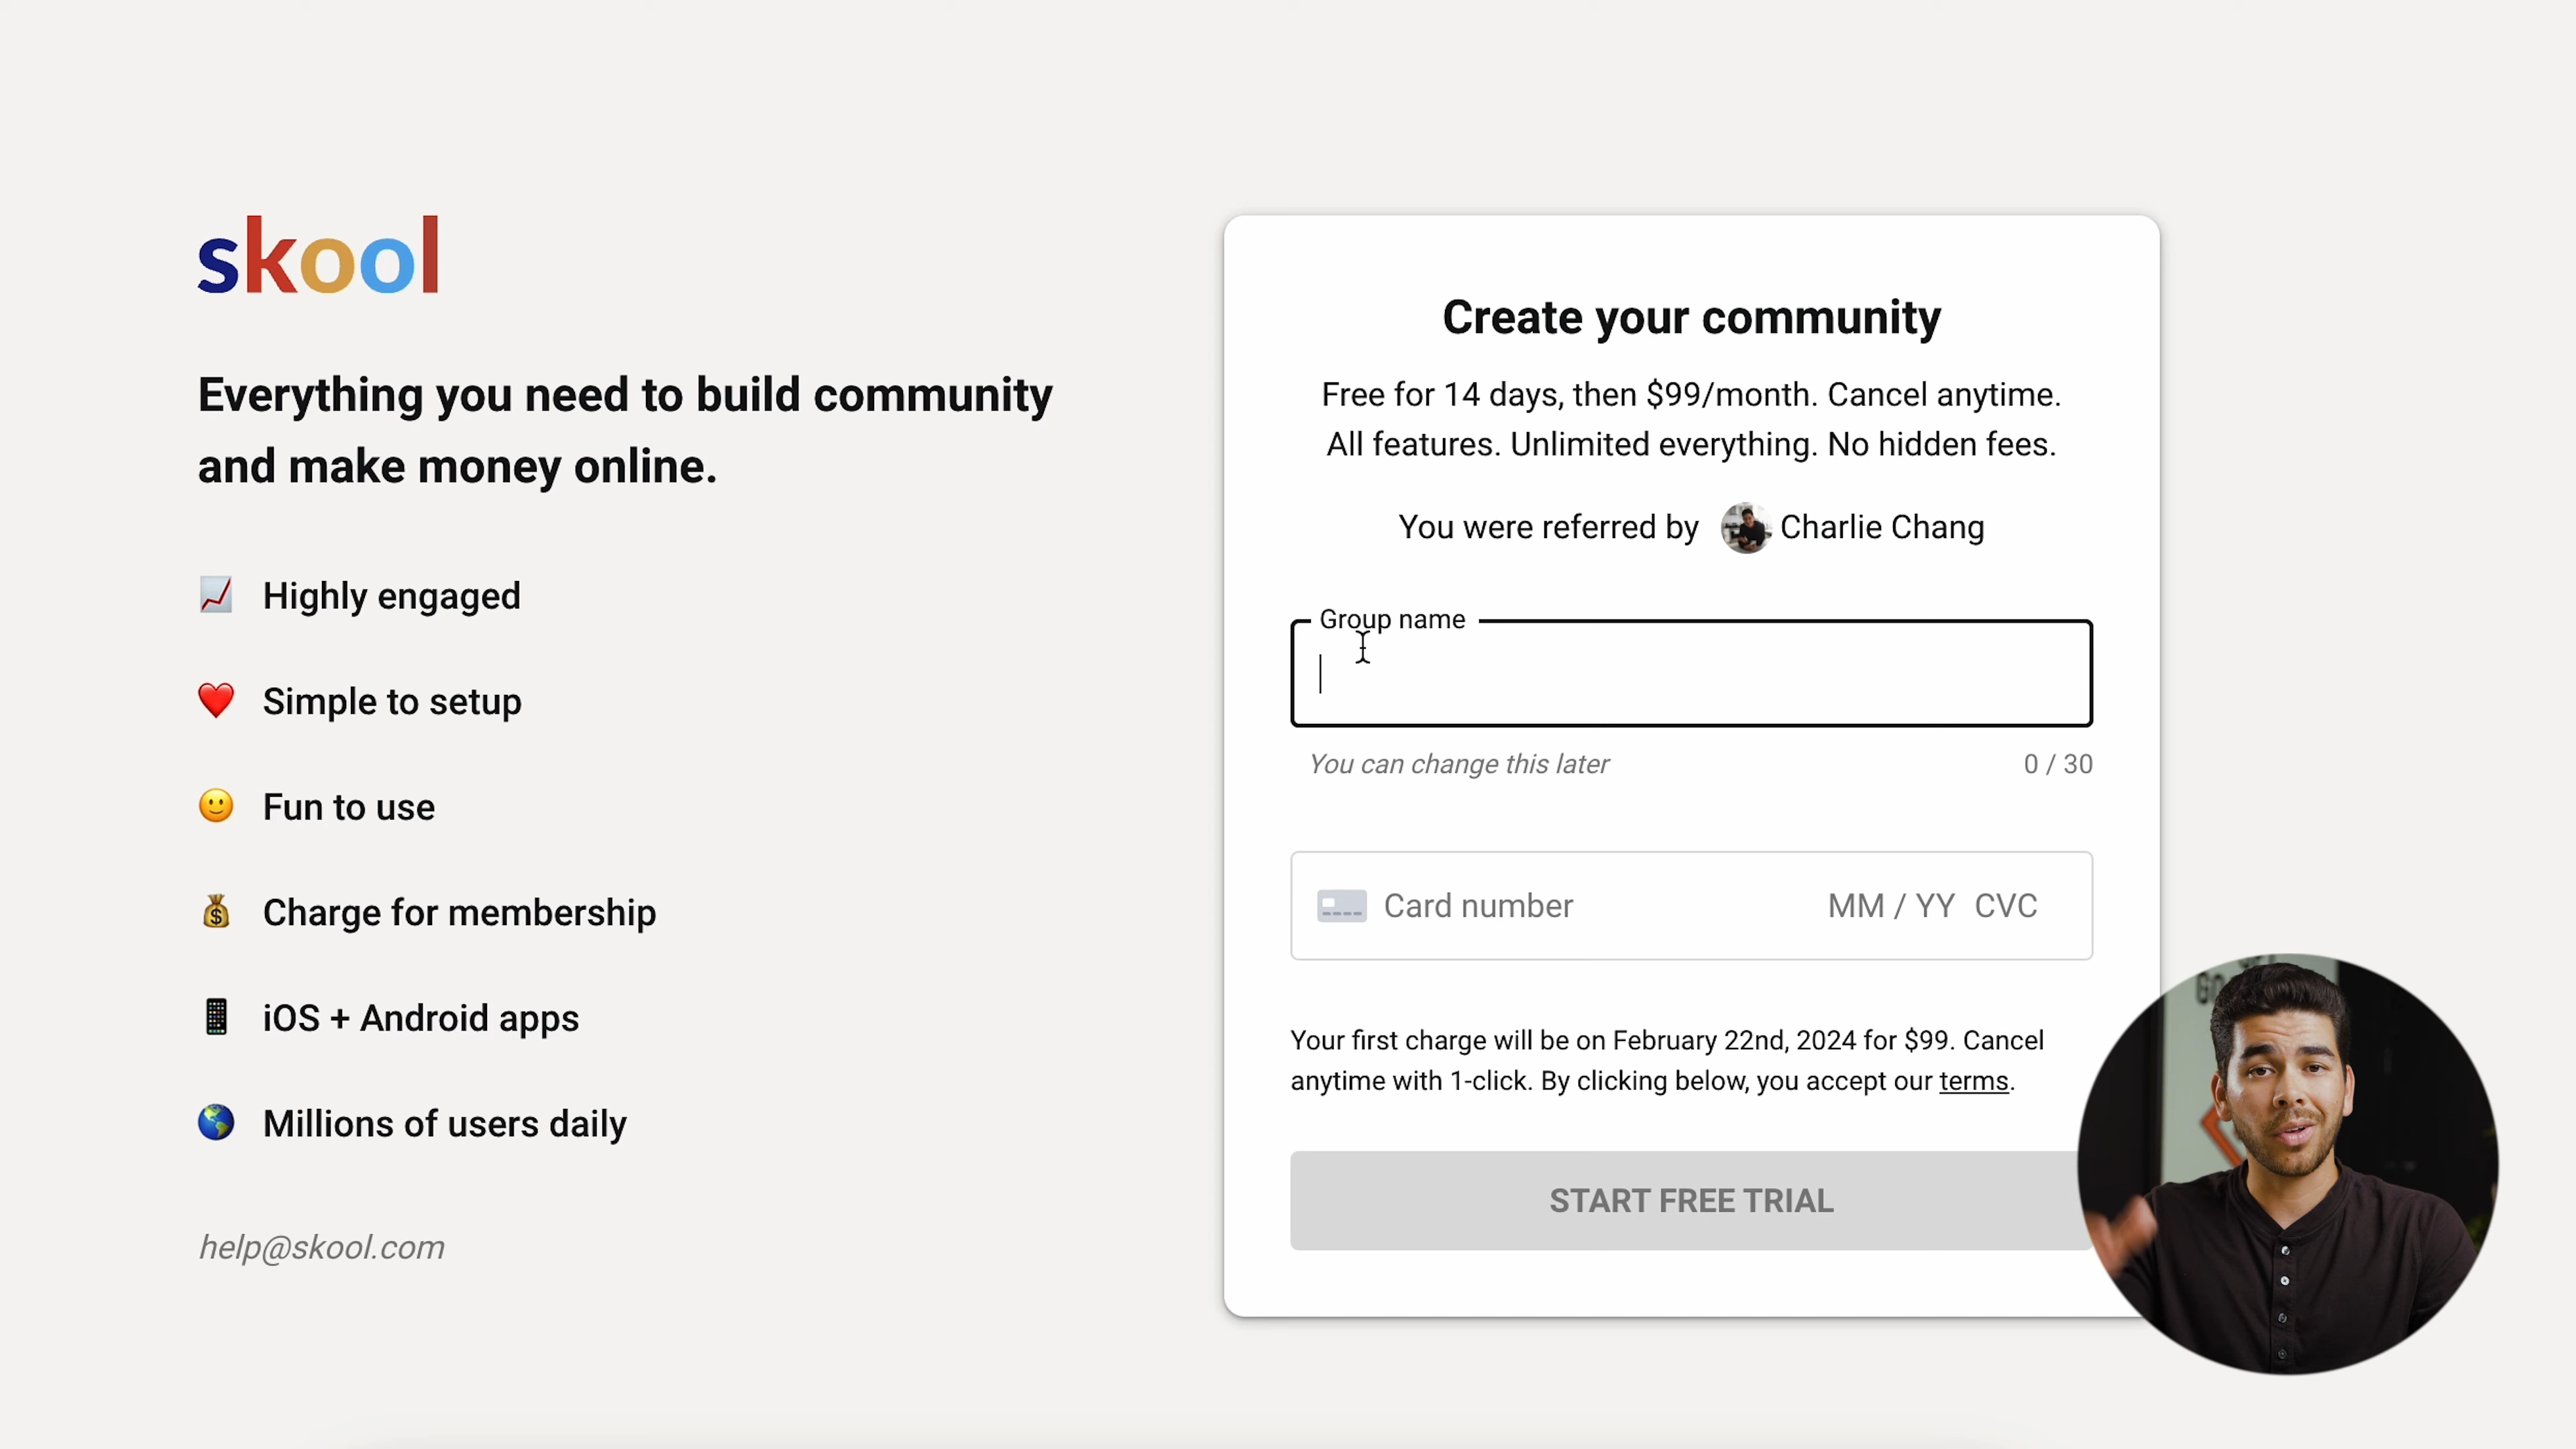 skool
Everything you need to build community
and make money online.
Highly engaged
Simple to setup
Fun to use
Charge for membership
iOS + Android apps
Millions of users daily
help@skool.com
Create your community
Free for 14 days, then $99/month. Cancel anytime.
All features. Unlimited everything. No hidden fees.
You were referred by Charlie Chang
Group name
You can change this later 0 / 30
Card number MM / YY CVC
Your first charge will be on February 22nd, 2024 for $99. Cancel
anytime with 1-click. By clicking below, you accept our terms.
START FREE TRIAL